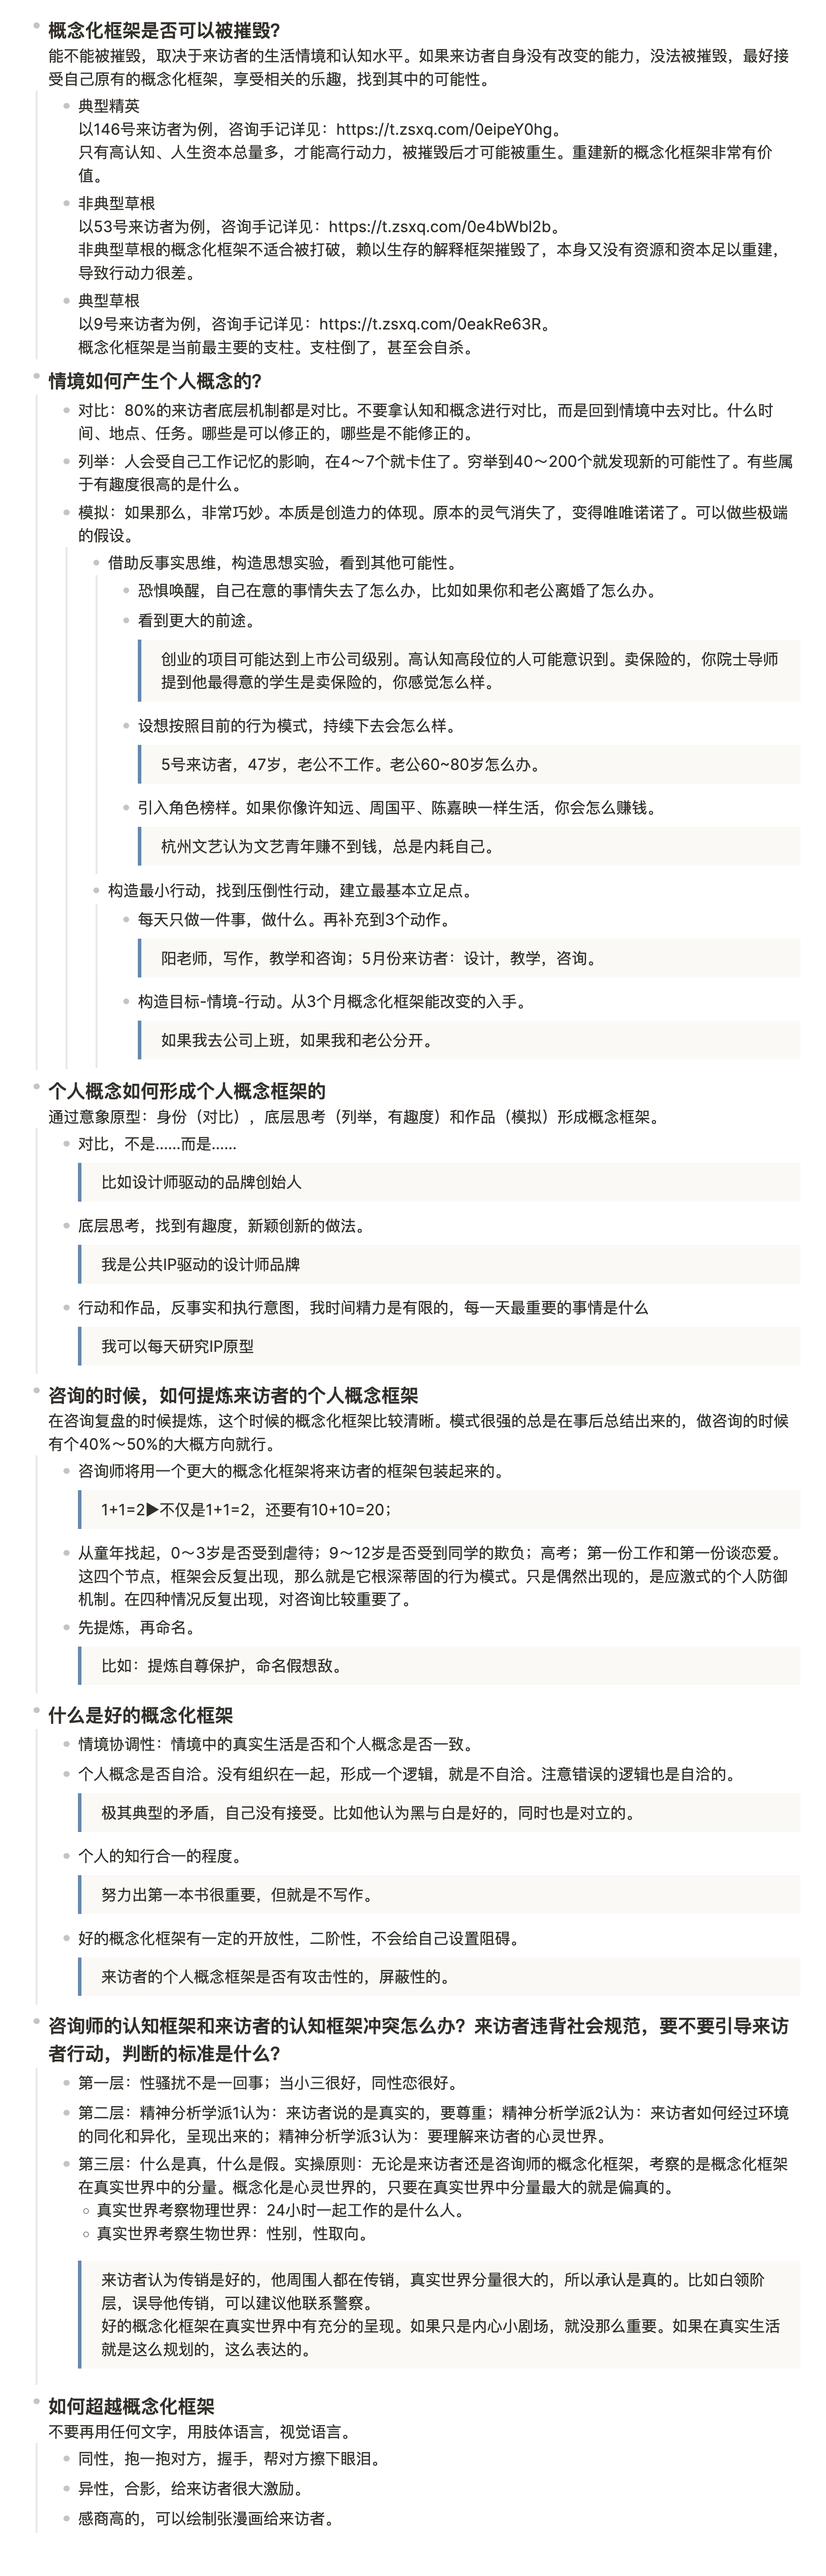 概念化框架是否可以被摧毁?
能不能被摧毁，取决于来访者的生活情境和认知水平。如果来访者自身没有改变的能力，没法被摧毁，最好接
受自己原有的概念化框架，享受相关的乐趣，找到其中的可能性。
典型精英
以146号来访者为例，咨询手记详见：https://t.zsxq.com/0eipeY0hg。
只有高认知、人生资本总量多，才能高行动力，被摧毁后才可能被重生。重建新的概念化框架非常有价
值。
非典型草根
以53号来访者为例，咨询手记详见：https://t.zsxq.com/0e4bWbl2b。
非典型草根的概念化框架不适合被打破，赖以生存的解释框架摧毁了，本身又没有资源和资本足以重建，
导致行动力很差。
典型草根
以9号来访者为例，咨询手记详见：https://t.zsxq.com/0eakRe63R。
概念化框架是当前最主要的支柱。支柱倒了，甚至会自杀。
情境如何产生个人概念的?
对比：80%的来访者底层机制都是对比。不要拿认知和概念进行对比，而是回到情境中去对比。什么时
间、地点、任务。哪些是可以修正的，哪些是不能修正的。
列举：人会受自己工作记忆的影响，在4～7个就卡住了。穷举到40～200个就发现新的可能性了。有些属
于有趣度很高的是什么。
模拟：如果那么，非常巧妙。本质是创造力的体现。原本的灵气消失了，变得唯唯诺诺了。可以做些极端
的假设。
借助反事实思维，构造思想实验，看到其他可能性。
恐惧唤醒，自己在意的事情失去了怎么办，比如如果你和老公离婚了怎么办。
看到更大的前途。
创业的项目可能达到上市公司级别。高认知高段位的人可能意识到。卖保险的，你院士导师
提到他最得意的学生是卖保险的，你感觉怎么样。
设想按照目前的行为模式，持续下去会怎么样。
5号来访者，47岁，老公不工作。老公60~80岁怎么办。
引入角色榜样。如果你像许知远、周国平、陈嘉映一样生活，你会怎么赚钱。
杭州文艺认为文艺青年赚不到钱，总是内耗自己。
构造最小行动，找到压倒性行动，建立最基本立足点。
每天只做一件事，做什么。再补充到3个动作。
阳老师，写作，教学和咨询；5月份来访者：设计，教学，咨询。
构造目标-情境-行动。从3个月概念化框架能改变的入手。
如果我去公司上班，如果我和老公分开。
个人概念如何形成个人概念框架的
通过意象原型：身份（对比），底层思考（列举，有趣度）和作品（模拟）形成概念框架。
对比，不是……而是……
比如设计师驱动的品牌创始人
底层思考，找到有趣度，新颖创新的做法。
我是公共IP驱动的设计师品牌
行动和作品，反事实和执行意图，我时间精力是有限的，每一天最重要的事情是什么
我可以每天研究IP原型
咨询的时候，如何提炼来访者的个人概念框架
在咨询复盘的时候提炼，这个时候的概念化框架比较清晰。模式很强的总是在事后总结出来的，做咨询的时候
有个40%～50%的大概方向就行。
咨询师将用一个更大的概念化框架将来访者的框架包装起来的。
1+1=2▶不仅是1+1=2，还要有10+10=20；
从童年找起，0～3岁是否受到虐待；9～12岁是否受到同学的欺负；高考；第一份工作和第一份谈恋爱。
这四个节点，框架会反复出现，那么就是它根深蒂固的行为模式。只是偶然出现的，是应激式的个人防御
机制。在四种情况反复出现，对咨询比较重要了。
先提炼，再命名。
比如：提炼自尊保护，命名假想敌。
什么是好的概念化框架
情境协调性：情境中的真实生活是否和个人概念是否一致。
个人概念是否自洽。没有组织在一起，形成一个逻辑，就是不自洽。注意错误的逻辑也是自洽的。
极其典型的矛盾，自己没有接受。比如他认为黑与白是好的，同时也是对立的。
个人的知行合一的程度。
努力出第一本书很重要，但就是不写作。
好的概念化框架有一定的开放性，二阶性，不会给自己设置阻碍。
来访者的个人概念框架是否有攻击性的，屏蔽性的。
咨询师的认知框架和来访者的认知框架冲突怎么办？来访者违背社会规范，要不要引导来访
者行动，判断的标准是什么?
第一层：性骚扰不是一回事；当小三很好，同性恋很好。
第二层：精神分析学派1认为：来访者说的是真实的，要尊重；精神分析学派2认为：来访者如何经过环境
的同化和异化，呈现出来的；精神分析学派3认为：要理解来访者的心灵世界。
第三层：什么是真，什么是假。实操原则：无论是来访者还是咨询师的概念化框架，考察的是概念化框架
在真实世界中的分量。概念化是心灵世界的，只要在真实世界中分量最大的就是偏真的。
真实世界考察物理世界：24小时一起工作的是什么人。
真实世界考察生物世界：性别，性取向。
来访者认为传销是好的，他周围人都在传销，真实世界分量很大的，所以承认是真的。比如白领阶
层，误导他传销，可以建议他联系警察。
好的概念化框架在真实世界中有充分的呈现。如果只是内心小剧场，就没那么重要。如果在真实生活
就是这么规划的，这么表达的。
如何超越概念化框架
不要再用任何文字，用肢体语言，视觉语言。
同性，抱一抱对方，握手，帮对方擦下眼泪。
异性，合影，给来访者很大激励。
感商高的，可以绘制张漫画给来访者。